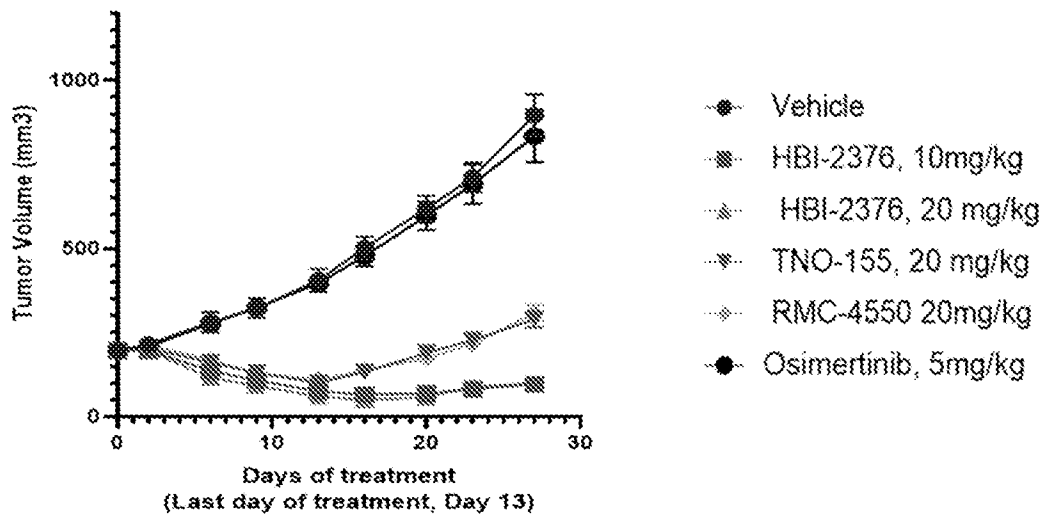 Tumor Volume (mm3)
1000
500
0
0
10
20
30
Days of treatment
(Last day of treatment, Day 13)
Vehicle
HBI-2376, 10mg/kg
HBI-2376, 20 mg/kg
TNO-155, 20 mg/kg
RMC-4550 20mg/kg
Osimertinib, 5mg/kg